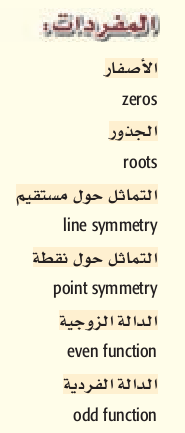 المفردات:
الأصفار
zeros
الجذور
roots
التماثل حول مستقيم
line symmetry
التماثل حول نقطة
point symmetry
الدالة الزوجية
even function
الدالة الفردية
odd function